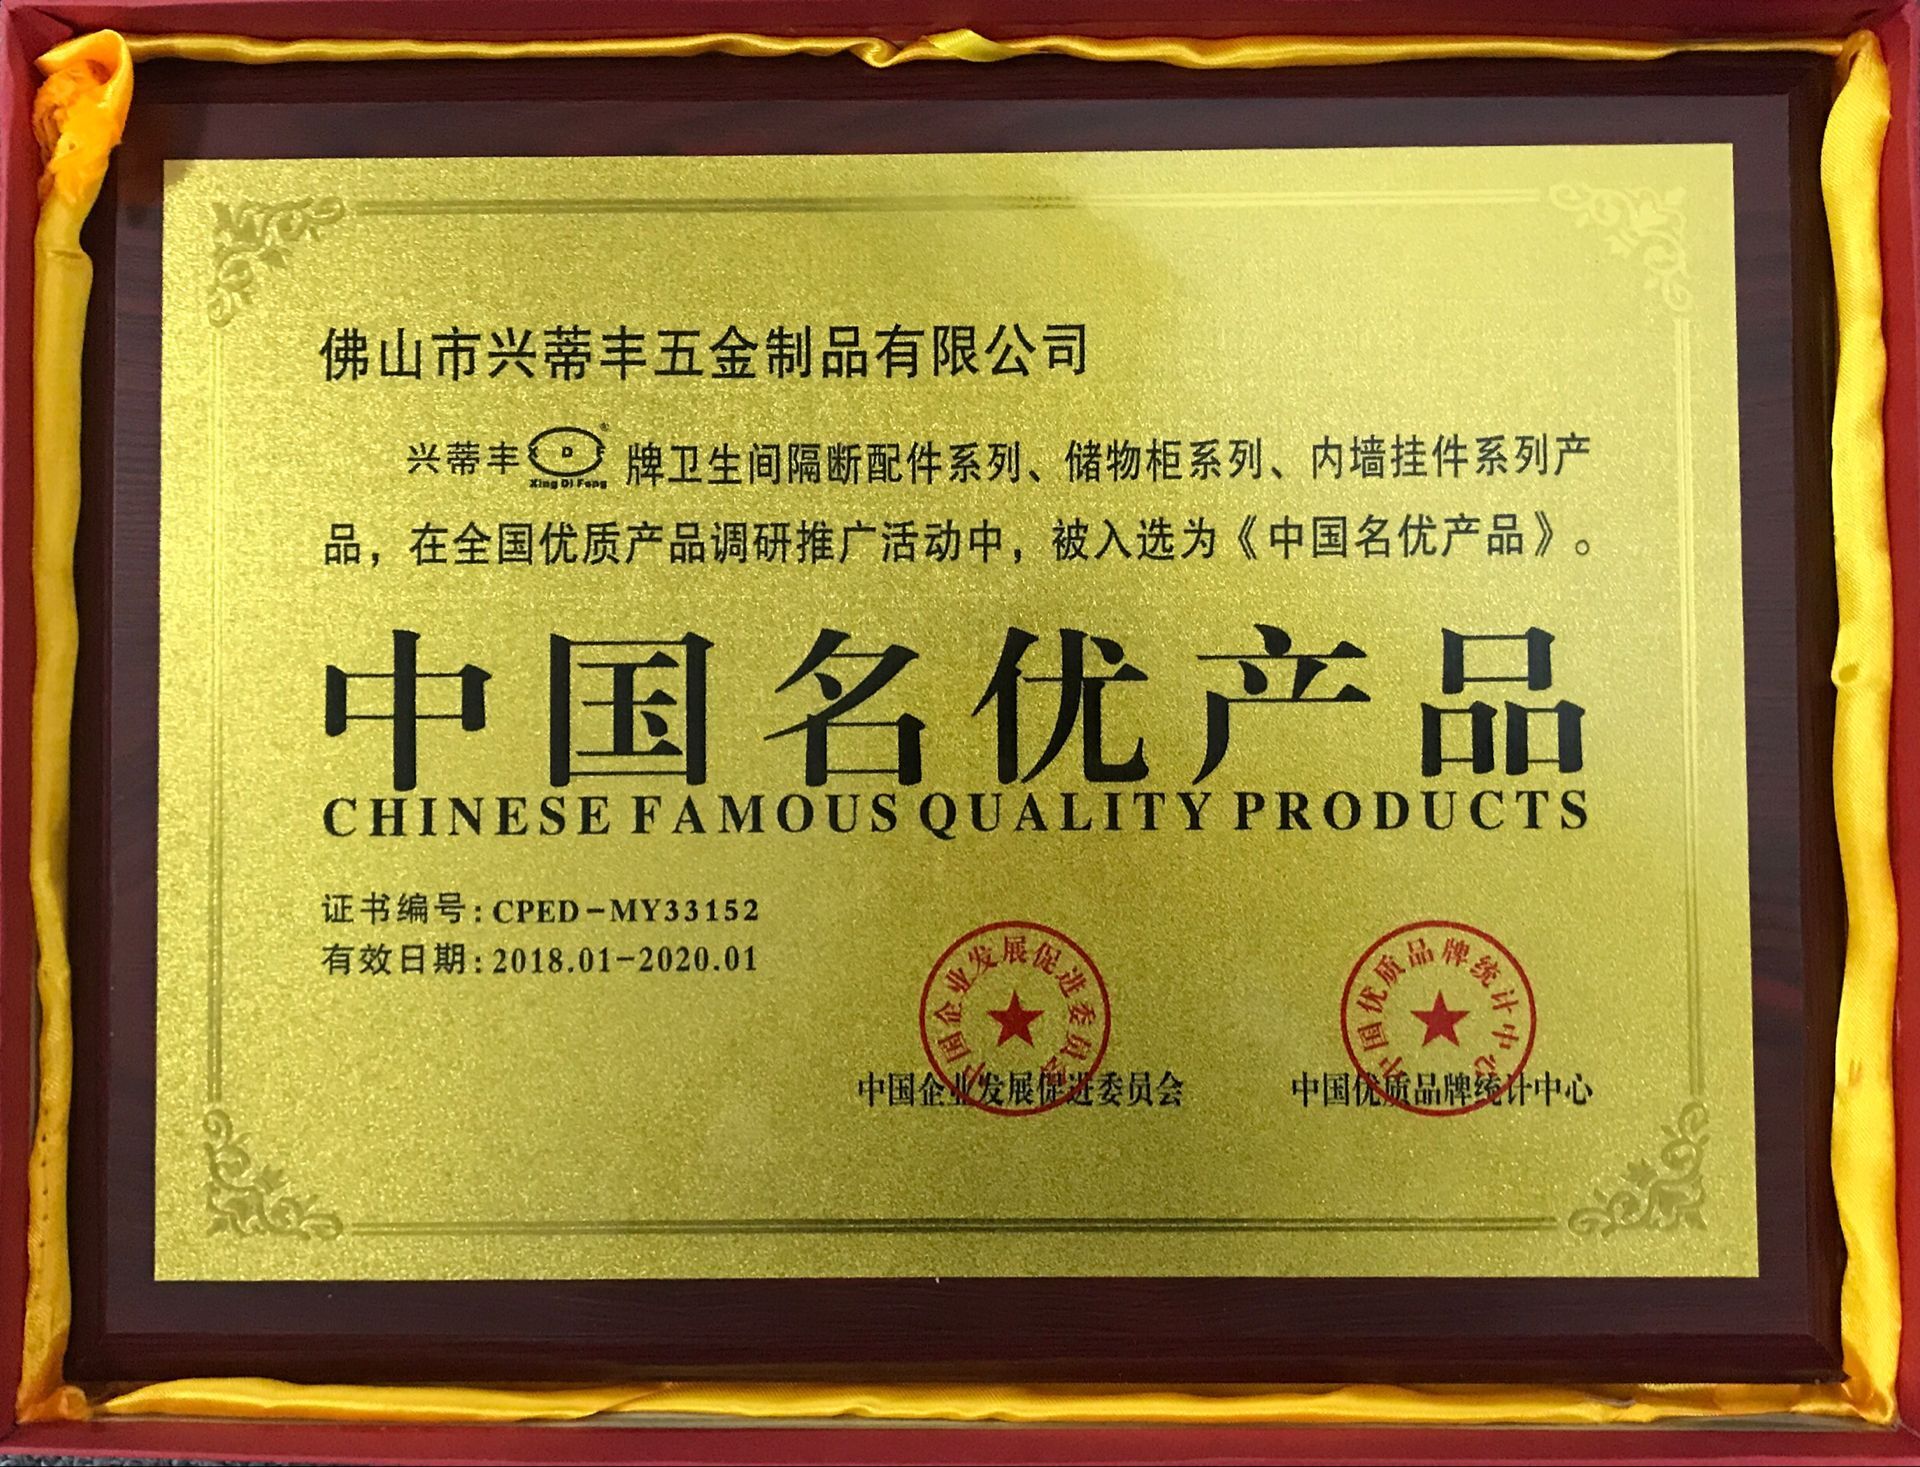 佛山市兴蒂丰五金制品有限公司
兴蒂丰 D ® Xing Di Feng 牌卫生间隔断配件系列、储物柜系列、内墙挂件系列产
品，在全国优质产品调研推广活动中，被入选为《中国名优产品》。
中国名优产品
CHINESE FAMOUS QUALITY PRODUCTS
证书编号：CPED-MY33152
有效日期：2018.01-2020.01
中国企业发展促进委员会
中国优质品牌统计中心
中国企业发展促进委员会
中国优质品牌统计中心